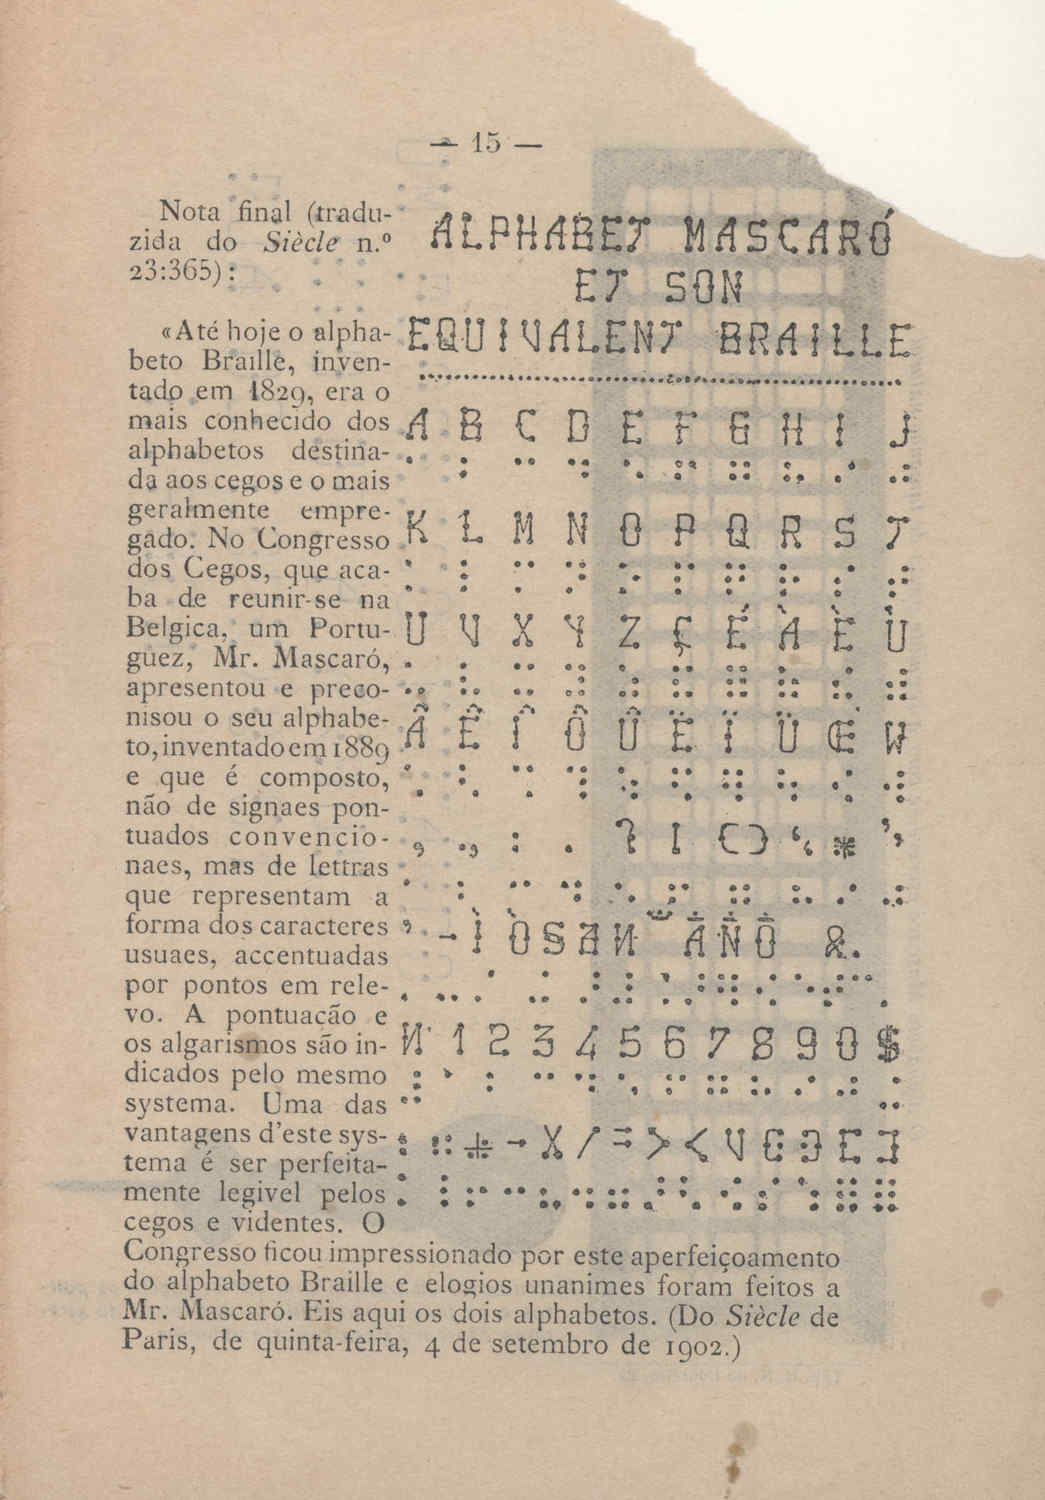 — 15 —
Nota final (tradu-
zida do Siècle n.º
23:365):
«Até hoje o alpha-
beto Braille, inven-
tado em 1829, era o
mais conhecido dos
alphabetos destina-
da aos cegos e o mais
geralmente empre-
gado. No Congresso
dos Cegos, que aca-
ba de reunir-se na
Belgica, um Portu-
guez, Mr. Mascaró,
apresentou e preco-
nisou o seu alphabe-
to, inventado em 1889
e que é composto,
não de signaes pon-
tuados convencio-
naes, mas de lettras
que representam a
forma dos caracteres
usuaes, accentuadas
por pontos em rele-
vo. A pontuação e
os algarismos são in-
dicados pelo mesmo
systema. Uma das
vantagens d'este sys-
tema é ser perfeita-
mente legivel pelos
cegos e videntes. O
Congresso ficou impressionado por este aperfeiçoamento
do alphabeto Braille e elogios unanimes foram feitos a
Mr. Mascaró. Eis aqui os dois alphabetos. (Do Siècle de
Paris, de quinta-feira, 4 de setembro de 1902.)
ALPHABET MASCARÓ
ET SON
EQUIVALENT BRAILLE
A B C D E F G H I J
K L M N O P Q R S T
U V X Y Z Ç É À È Ù
Â Ê Î Ô Û Ë Ï Ü Œ W
, ., : . ? ! ( ) * 
- Ì Ò S Ā Ñ Ō &.
1 2 3 4 5 6 7 8 9 0 $
÷ - X / = > < V